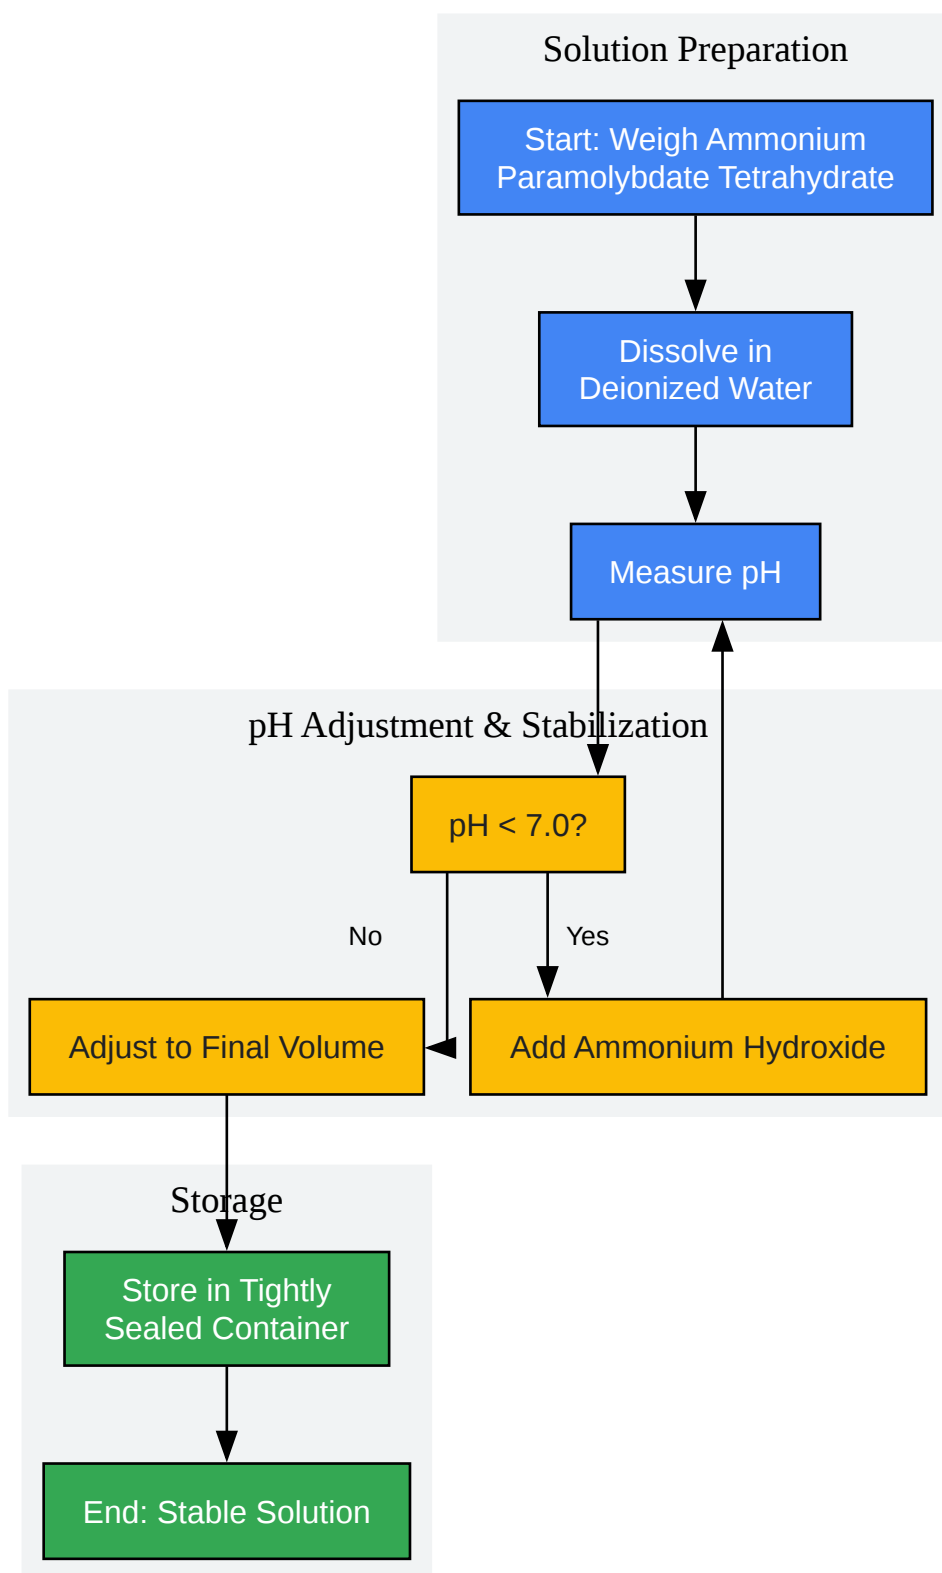 Solution Preparation
Start: Weigh Ammonium
Paramolybdate Tetrahydrate
Dissolve in
Deionized Water
Measure pH
pH Adjustment & Stabilization
pH < 7.0?
No
Yes
Adjust to Final Volume
Add Ammonium Hydroxide
Storage
Store in Tightly
Sealed Container
End: Stable Solution